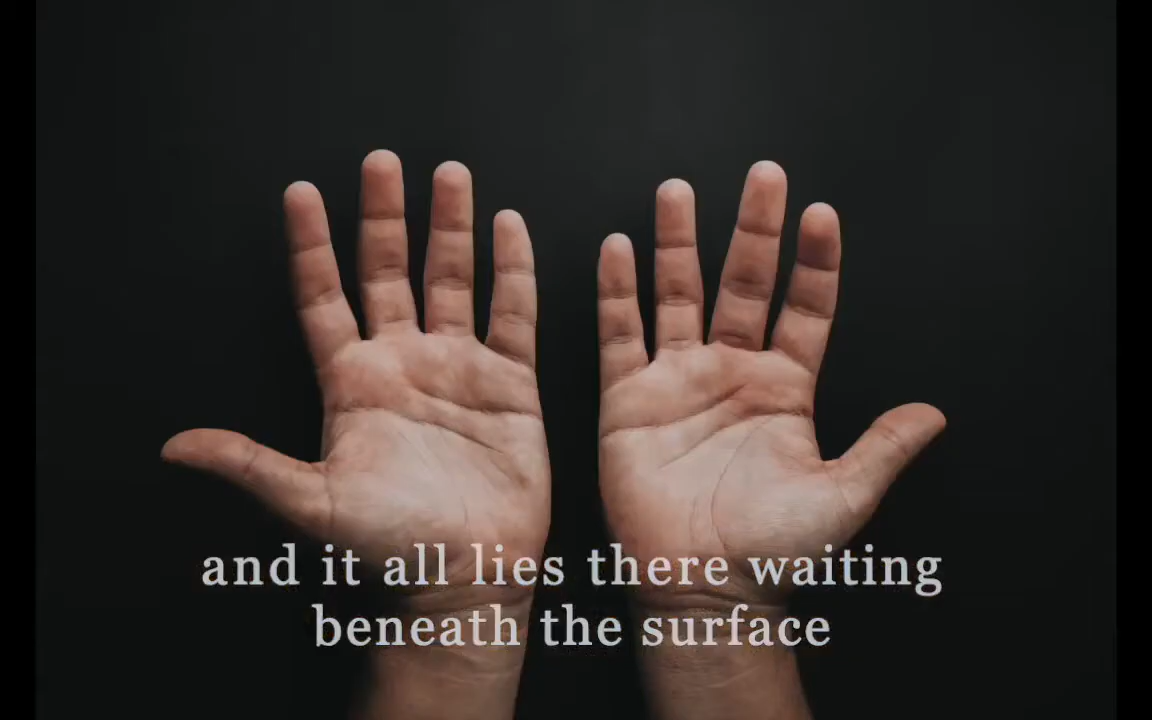 and it all lies there waiting
beneath the surface